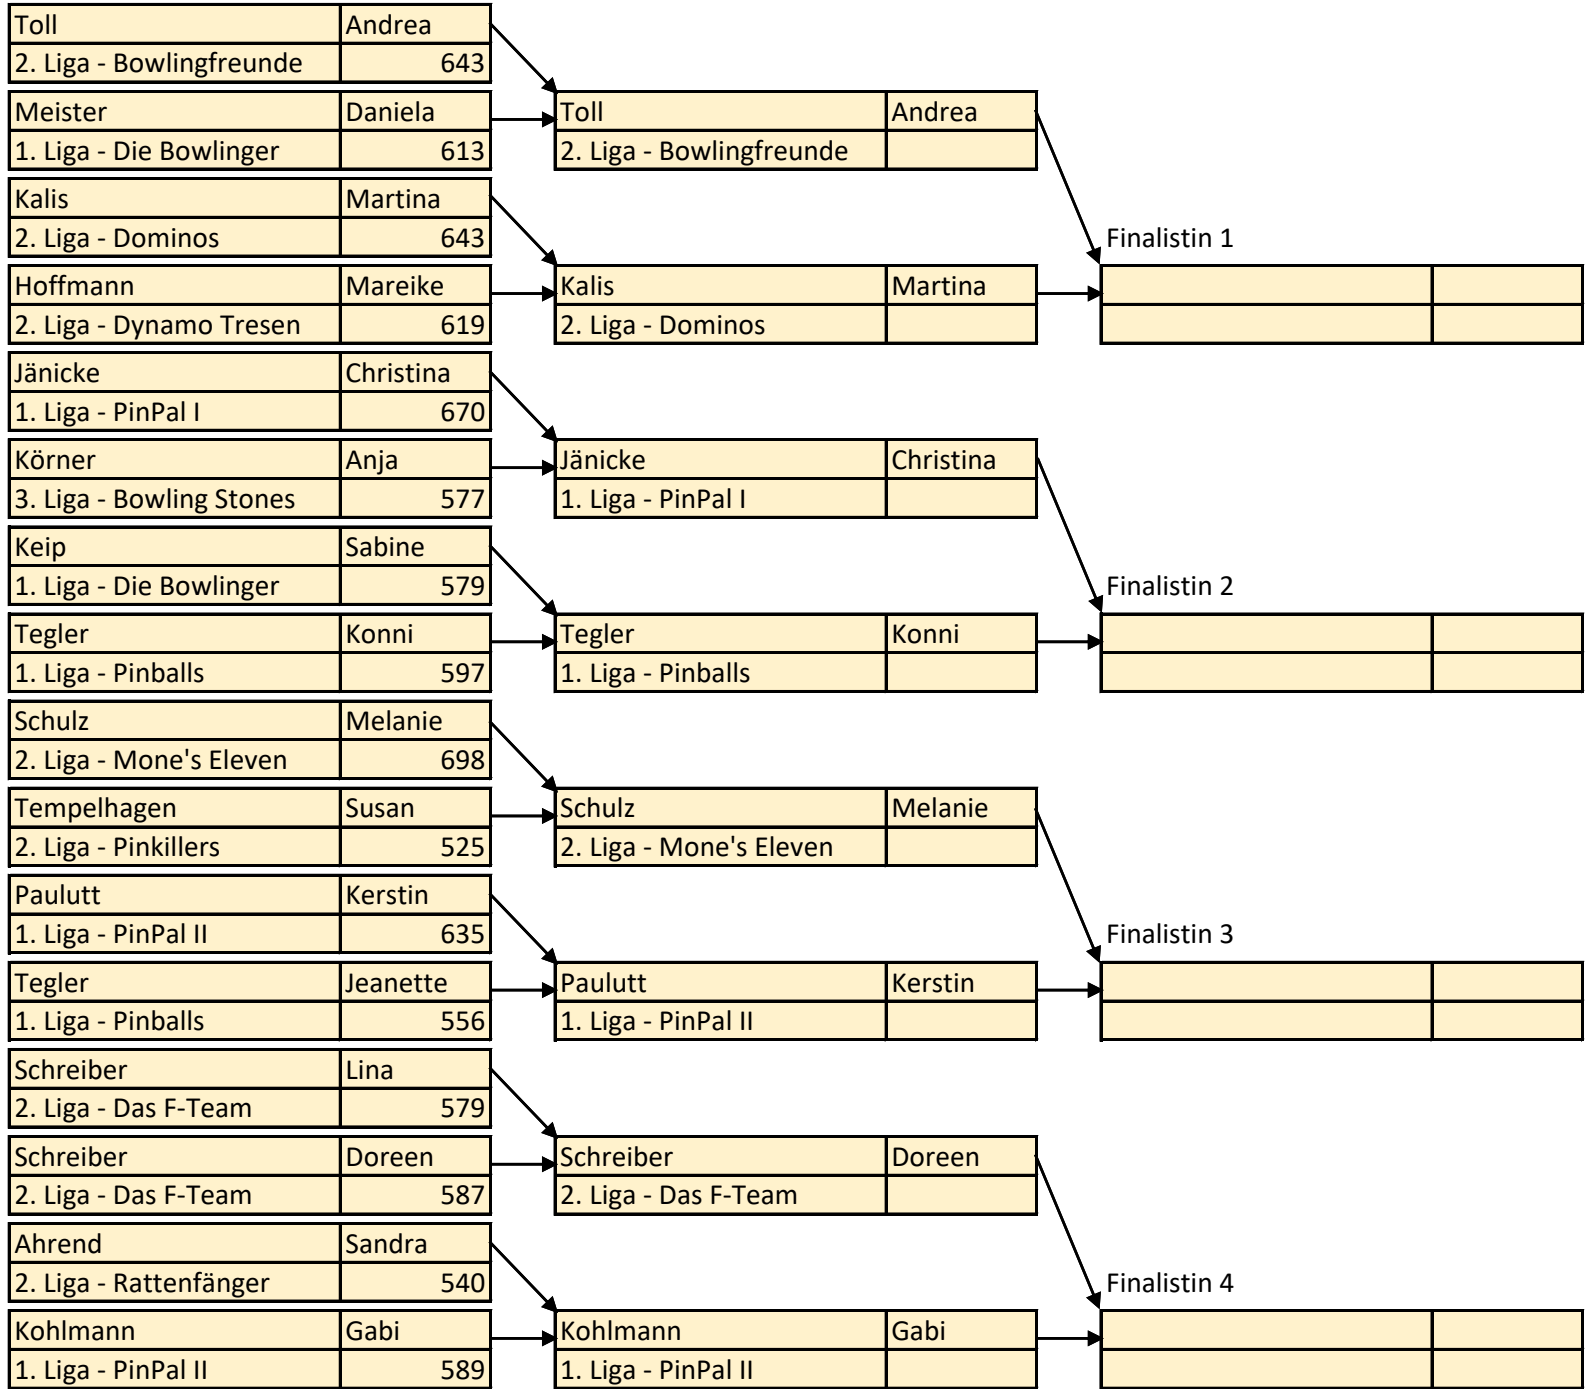 Toll Andrea
2. Liga - Bowlingfreunde 643
Meister Daniela
1. Liga - Die Bowlinger 613
Kalis Martina
2. Liga - Dominos 643
Hoffmann Mareike
2. Liga - Dynamo Tresen 619
Jänicke Christina
1. Liga - PinPal I 670
Körner Anja
3. Liga - Bowling Stones 577
Keip Sabine
1. Liga - Die Bowlinger 579
Tegler Konni
1. Liga - Pinballs 597
Schulz Melanie
2. Liga - Mone's Eleven 698
Tempelhagen Susan
2. Liga - Pinkillers 525
Paulutt Kerstin
1. Liga - PinPal II 635
Tegler Jeanette
1. Liga - Pinballs 556
Schreiber Lina
2. Liga - Das F-Team 579
Schreiber Doreen
2. Liga - Das F-Team 587
Ahrend Sandra
2. Liga - Rattenfänger 540
Kohlmann Gabi
1. Liga - PinPal II 589
Toll Andrea
2. Liga - Bowlingfreunde
Kalis Martina
2. Liga - Dominos
Jänicke Christina
1. Liga - PinPal I
Tegler Konni
1. Liga - Pinballs
Schulz Melanie
2. Liga - Mone's Eleven
Paulutt Kerstin
1. Liga - PinPal II
Schreiber Doreen
2. Liga - Das F-Team
Kohlmann Gabi
1. Liga - PinPal II
Finalistin 1
Finalistin 2
Finalistin 3
Finalistin 4